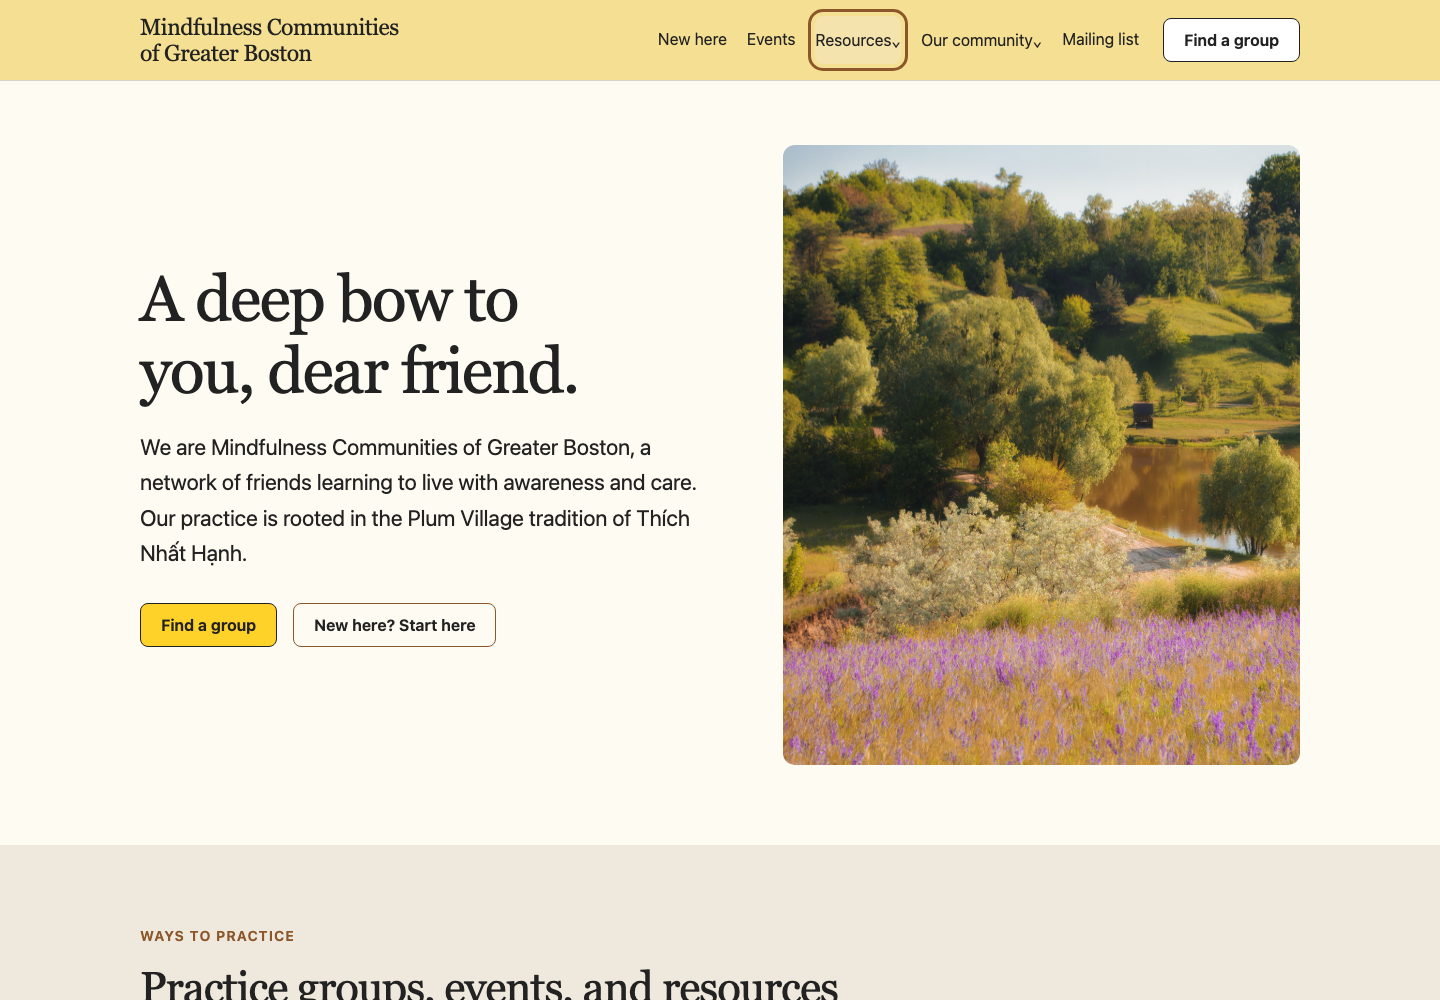 Mindfulness Communities
of Greater Boston
New here
Events
Resources
Our community
Mailing list
Find a group
A deep bow to
you, dear friend.
We are Mindfulness Communities of Greater Boston, a
network of friends learning to live with awareness and care.
Our practice is rooted in the Plum Village tradition of Thích
Nhất Hạnh.
Find a group
New here? Start here
WAYS TO PRACTICE
Practice groups, events, and resources